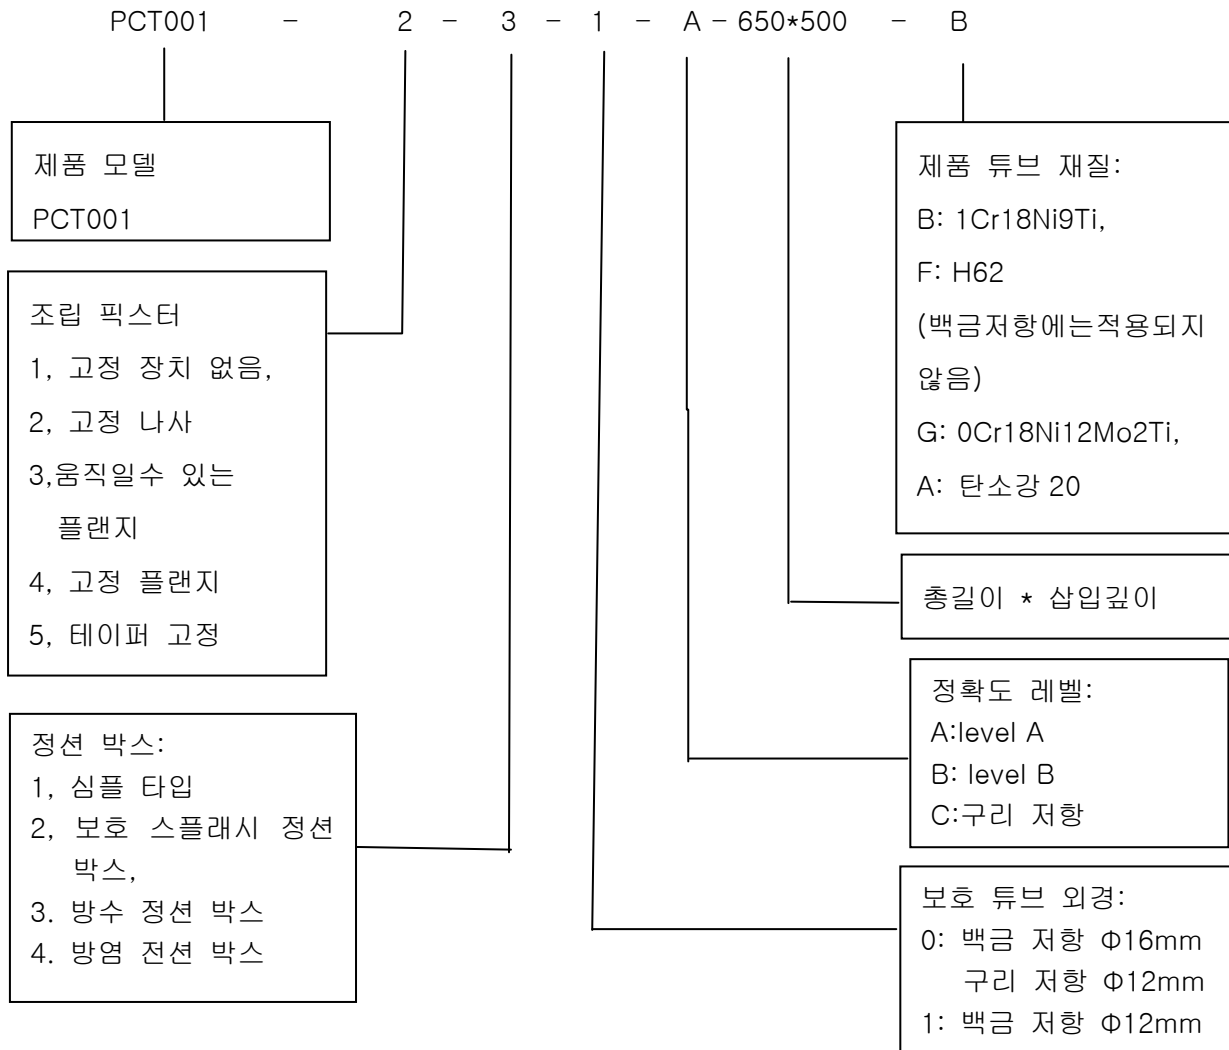 PCT001 - 2 - 3 - 1 - A - 650*500 - B
제품 모델
PCT001
조립 픽스터
1, 고정 장치 없음,
2, 고정 나사
3,움직일수 있는
플랜지
4, 고정 플랜지
5, 테이퍼 고정
정션 박스:
1, 심플 타입
2, 보호 스플래시 정션
박스,
3. 방수 정션 박스
4. 방염 전션 박스
제품 튜브 재질:
B: 1Cr18Ni9Ti,
F: H62
(백금저항에는적용되지
않음)
G: 0Cr18Ni12Mo2Ti,
A: 탄소강 20
총길이 * 삽입깊이
정확도 레벨:
A:level A
B: level B
C:구리 저항
보호 튜브 외경:
0: 백금 저항 Φ16mm
구리 저항 Φ12mm
1: 백금 저항 Φ12mm